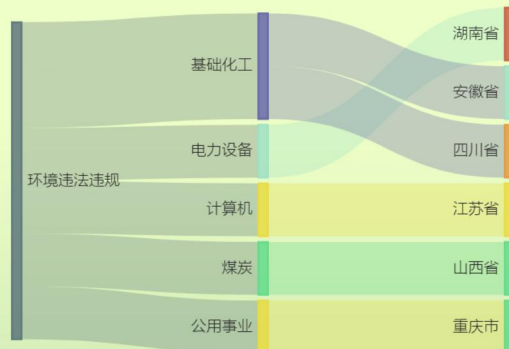 环境违法违规
基础化工
电力设备
计算机
煤炭
公用事业
湖南省
安徽省
四川省
江苏省
山西省
重庆市